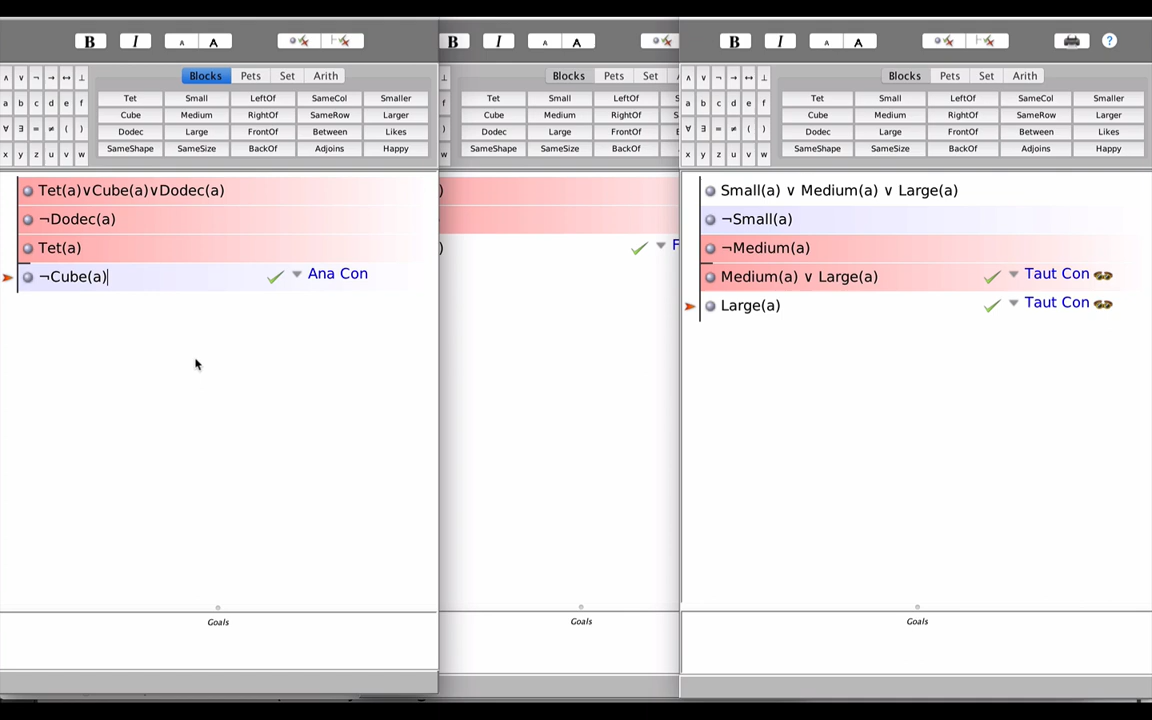 B I A A B I A A B I A A ?
∧ ∨ ¬ → ↔ ⊥ Blocks Pets Set Arith ⊥ Blocks Pets Set ∧ ∨ ¬ → ↔ ⊥ Blocks Pets Set Arith
a b c d e f Tet Small LeftOf SameCol Smaller f Tet Small LeftOf a b c d e f Tet Small LeftOf SameCol Smaller
Cube Medium RightOf SameRow Larger Cube Medium RightOf Cube Medium RightOf SameRow Larger
∀ ∃ = ≠ ( ) Dodec Large FrontOf Between Likes ) Dodec Large FrontOf ∀ ∃ = ≠ ( ) Dodec Large FrontOf Between Likes
x y z u v w SameShape SameSize BackOf Adjoins Happy w SameShape SameSize BackOf x y z u v w SameShape SameSize BackOf Adjoins Happy
Tet(a)∨Cube(a)∨Dodec(a)
¬Dodec(a)
Tet(a)
¬Cube(a) Ana Con
)
) F
Small(a) ∨ Medium(a) ∨ Large(a)
¬Small(a)
¬Medium(a)
Medium(a) ∨ Large(a) Taut Con
Large(a) Taut Con
Goals Goals Goals